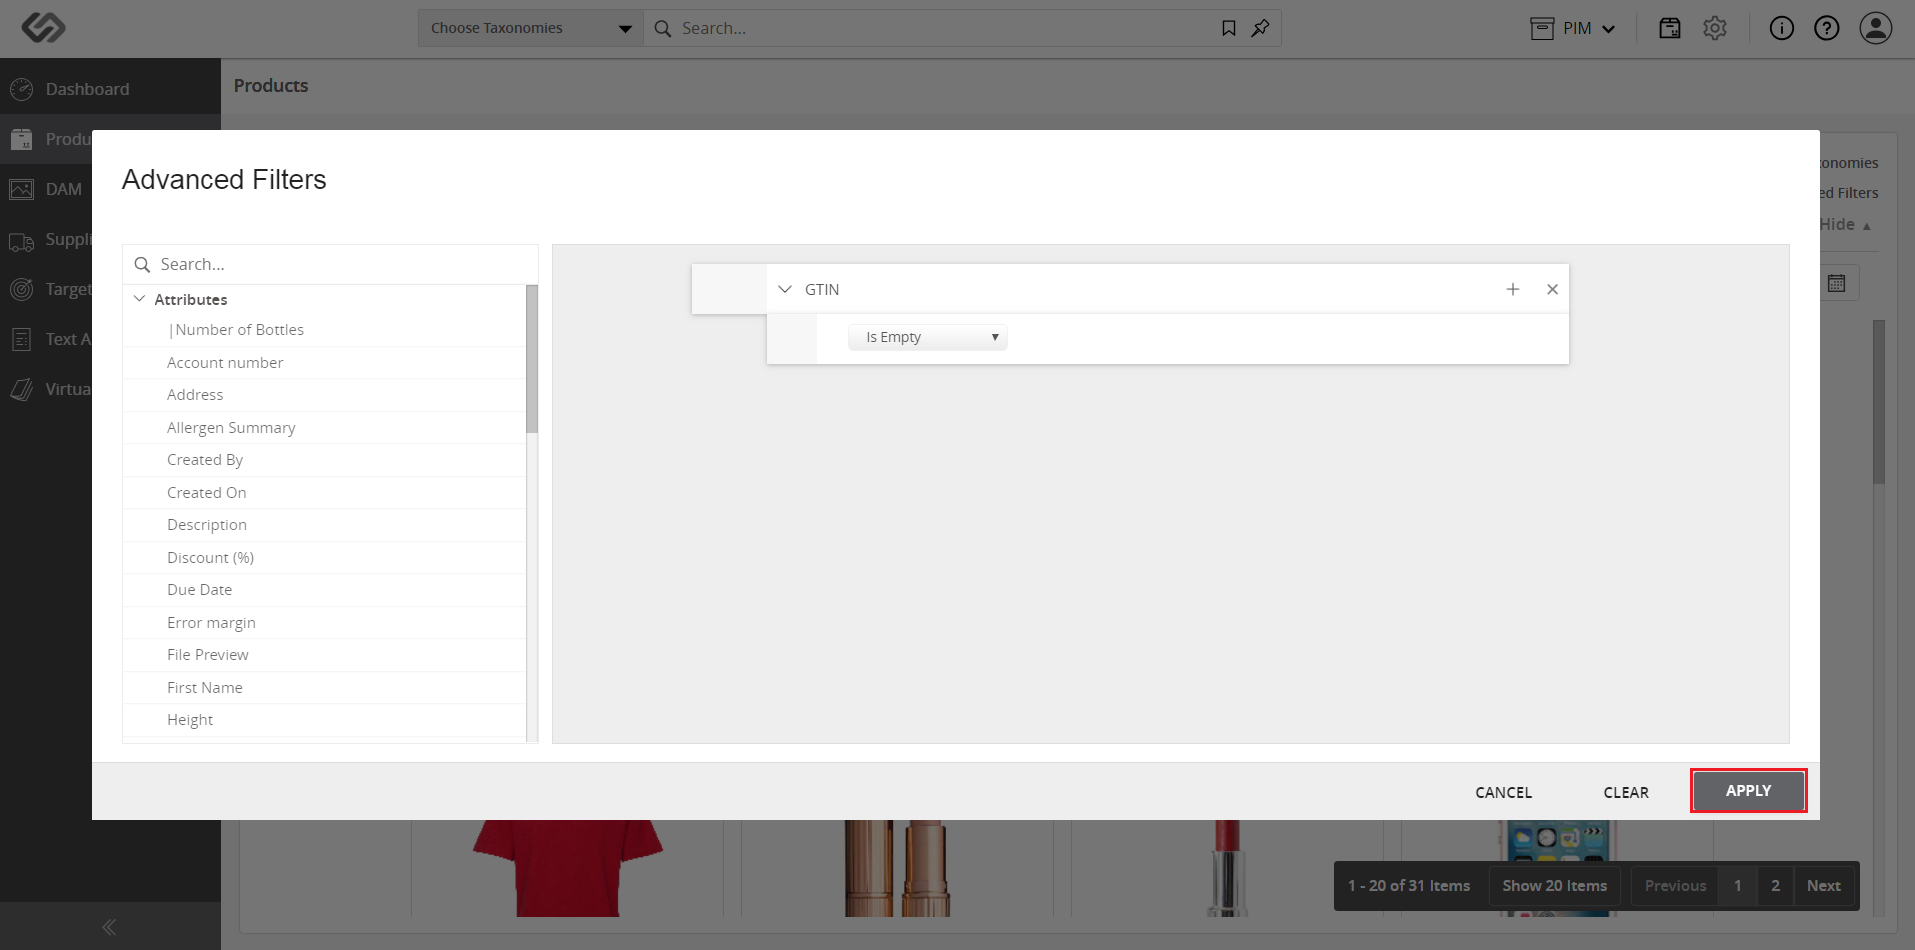 Choose Taxonomies
Search...
PIM
Dashboard
Products
Produ
DAM
Suppli
Target
Text A
Virtua
onomies
ed Filters
Hide
Advanced Filters
Search...
Attributes
|Number of Bottles
Account number
Address
Allergen Summary
Created By
Created On
Description
Discount (%)
Due Date
Error margin
File Preview
First Name
Height
GTIN
Is Empty
CANCEL
CLEAR
APPLY
1 - 20 of 31 Items
Show 20 Items
Previous
1
2
Next